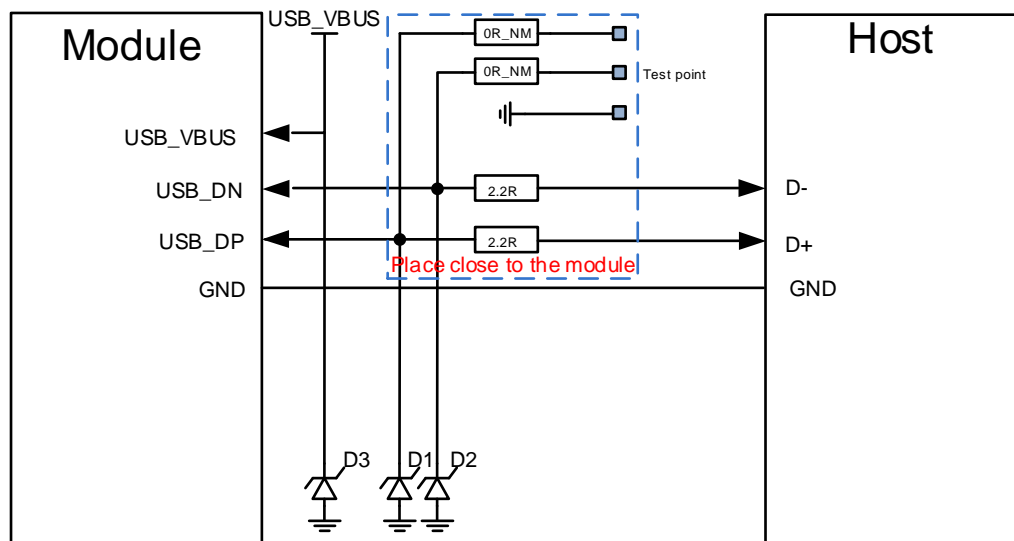 USB_VBUS
Module
Host
0R_NM
0R_NM
Test point
USB_VBUS
USB_DN
2.2R
D-
USB_DP
2.2R
D+
Place close to the module
GND
GND
D3
D1
D2